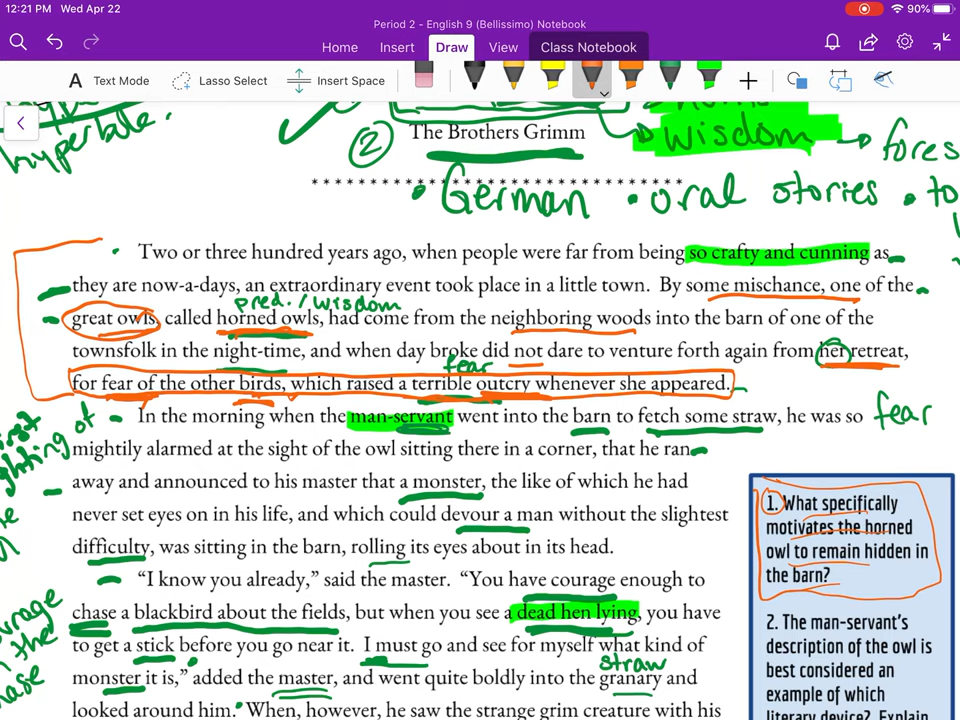 12:21 PM Wed Apr 22
90%
Period 2 - English 9 (Bellissimo) Notebook
Home Insert Draw View Class Notebook
A Text Mode Lasso Select Insert Space
hyperbole.
② The Brothers Grimm
wisdom → fores
* * * * * * * * * * * * * * * * * * * * * * * * * * * * * * * *
• German • oral stories • to
Two or three hundred years ago, when people were far from being so crafty and cunning as
they are now-a-days, an extraordinary event took place in a little town. By some mischance, one of the
pred. / wisdom
great owls, called horned owls, had come from the neighboring woods into the barn of one of the
townsfolk in the night-time, and when day broke did not dare to venture forth again from her retreat,
fear
for fear of the other birds, which raised a terrible outcry whenever she appeared.
In the morning when the man-servant went into the barn to fetch some straw, he was so
fear
mightily alarmed at the sight of the owl sitting there in a corner, that he ran
away and announced to his master that a monster, the like of which he had
never set eyes on in his life, and which could devour a man without the slightest
difficulty, was sitting in the barn, rolling its eyes about in its head.
“I know you already,” said the master. “You have courage enough to
chase a blackbird about the fields, but when you see a dead hen lying, you have
to get a stick before you go near it. I must go and see for myself what kind of
straw
monster it is,” added the master, and went quite boldly into the granary and
looked around him. When, however, he saw the strange grim creature with his
1. What specifically
motivates the horned
owl to remain hidden in
the barn?
2. The man-servant’s
description of the owl is
best considered an
example of which
literary device? Explain